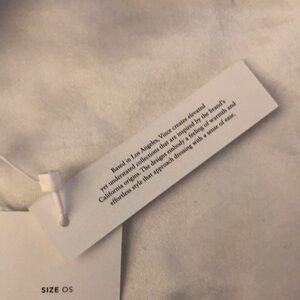 Based in Los Angeles, Vince creates elevated
yet understated collections that are inspired by the brand's
California origins. The designs embody a feeling of warmth and
effortless style that approach dressing with a sense of ease.
SIZE OS